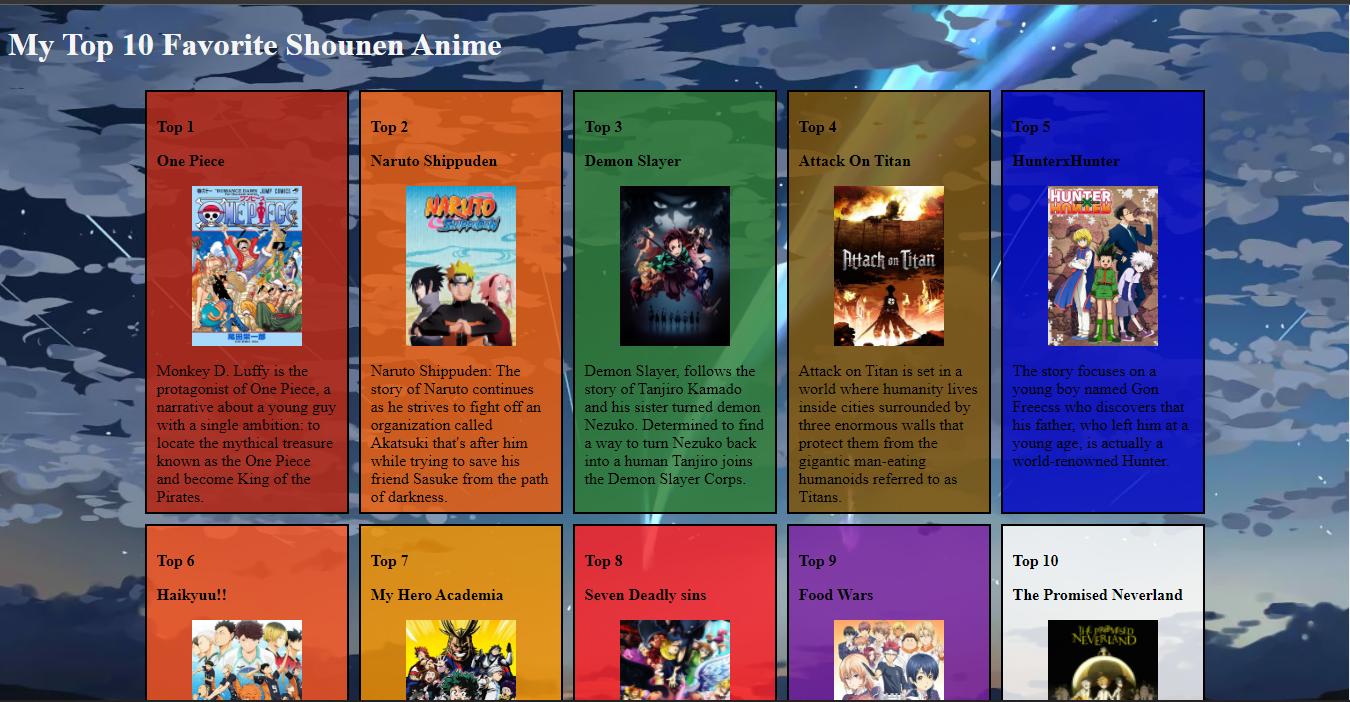 My Top 10 Favorite Shounen Anime
Top 1
One Piece
ONE PIECE
尾田栄一郎
Monkey D. Luffy is the
protagonist of One Piece, a
narrative about a young guy
with a single ambition: to
locate the mythical treasure
known as the One Piece
and become King of the
Pirates.
Top 2
Naruto Shippuden
NARUTO
Shippuden
Naruto Shippuden: The
story of Naruto continues
as he strives to fight off an
organization called
Akatsuki that's after him
while trying to save his
friend Sasuke from the path
of darkness.
Top 3
Demon Slayer
Demon Slayer, follows the
story of Tanjiro Kamado
and his sister turned demon
Nezuko. Determined to find
a way to turn Nezuko back
into a human Tanjiro joins
the Demon Slayer Corps.
Top 4
Attack On Titan
Attack on Titan
Attack on Titan is set in a
world where humanity lives
inside cities surrounded by
three enormous walls that
protect them from the
gigantic man-eating
humanoids referred to as
Titans.
Top 5
HunterxHunter
HUNTER
HUNTER
The story focuses on a
young boy named Gon
Freecss who discovers that
his father, who left him at a
young age, is actually a
world-renowned Hunter.
Top 6
Haikyuu!!
Top 7
My Hero Academia
Top 8
Seven Deadly sins
Top 9
Food Wars
Top 10
The Promised Neverland
THE PROMISED
NEVERLAND